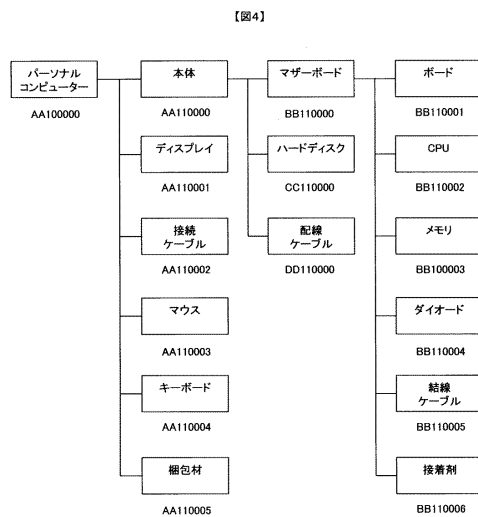 【図4】
パーソナル
コンピューター
AA100000
本体
AA110000
マザーボード
BB110000
ボード
BB110001
ディスプレイ
AA110001
ハードディスク
CC110000
CPU
BB110002
接続
ケーブル
AA110002
配線
ケーブル
DD110000
メモリ
BB100003
マウス
AA110003
ダイオード
BB110004
キーボード
AA110004
結線
ケーブル
BB110005
梱包材
AA110005
接着剤
BB110006